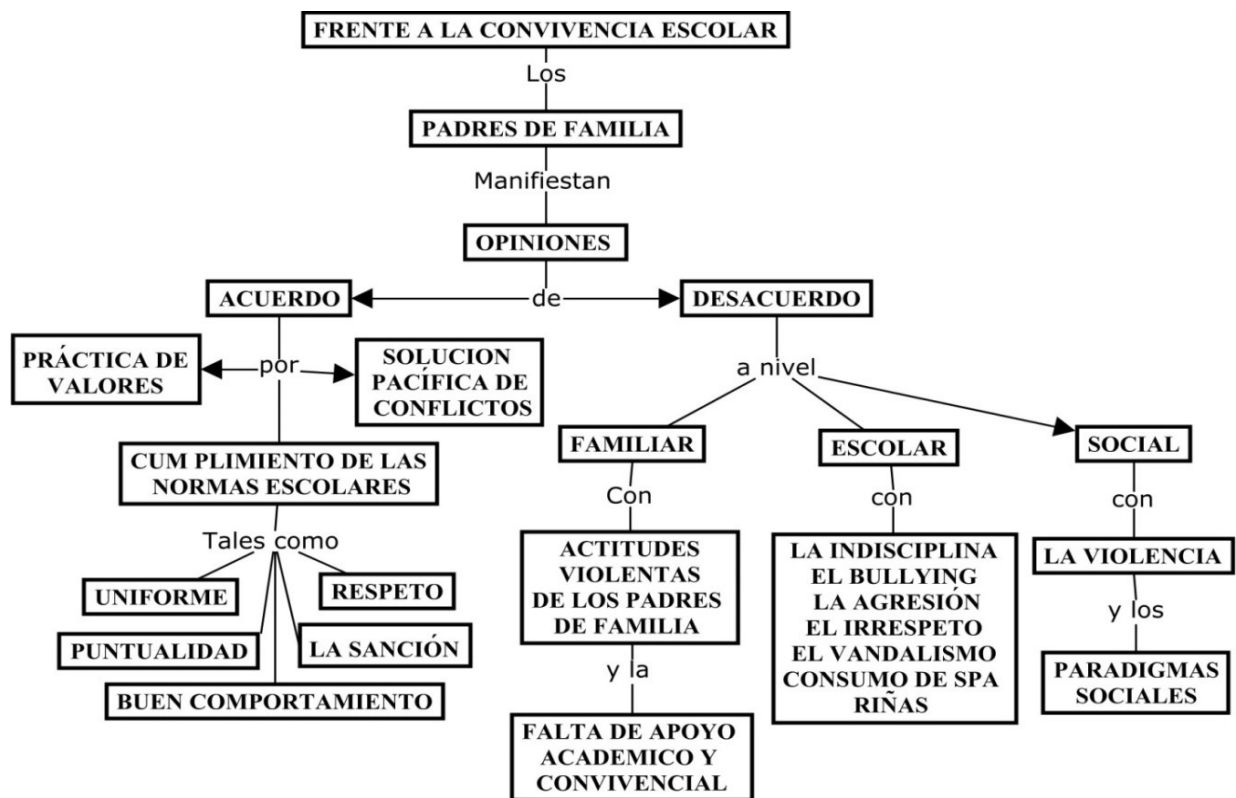 FRENTE A LA CONVIVENCIA ESCOLAR
Los
PADRES DE FAMILIA
Manifiestan
OPINIONES
de
ACUERDO
DESACUERDO
por
PRÁCTICA DE
VALORES
SOLUCION
PACÍFICA DE
CONFLICTOS
CUM PLIMIENTO DE LAS
NORMAS ESCOLARES
Tales como
UNIFORME
RESPETO
PUNTUALIDAD
LA SANCIÓN
BUEN COMPORTAMIENTO
a nivel
FAMILIAR
Con
ACTITUDES
VIOLENTAS
DE LOS PADRES
DE FAMILIA
y la
FALTA DE APOYO
ACADEMICO Y
CONVIVENCIAL
ESCOLAR
con
LA INDISCIPLINA
EL BULLYING
LA AGRESIÓN
EL IRRESPETO
EL VANDALISMO
CONSUMO DE SPA
RIÑAS
SOCIAL
con
LA VIOLENCIA
y los
PARADIGMAS
SOCIALES